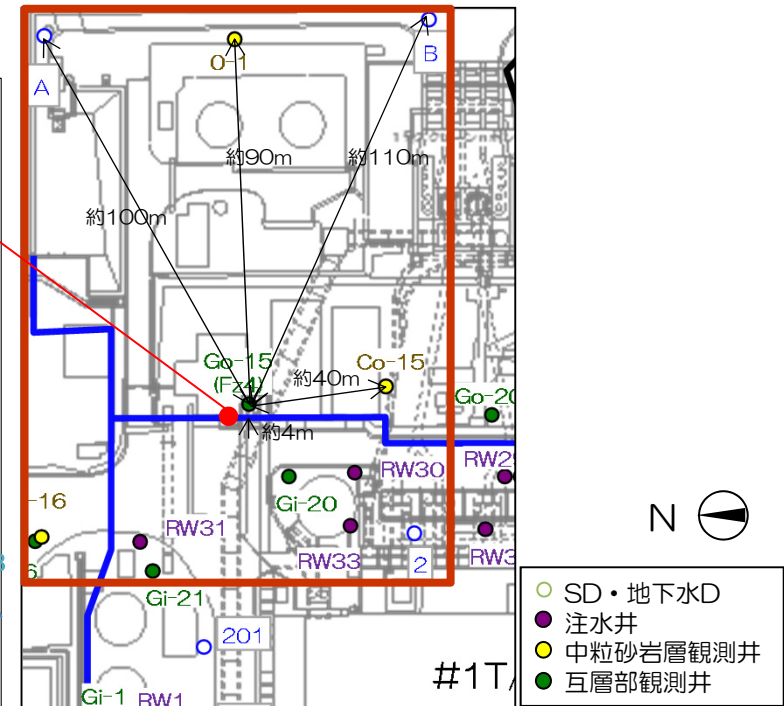 A
O-1
B
約90m
約110m
約100m
Go-15
(Fz4)
Co-15
約40m
約4m
Go-20
RW30
RW29
Gi-20
-16
RW31
RW33
2
RW3
6
Gi-21
201
#1T/
Gi-1
RW1
N
SD・地下水D
注水井
中粒砂岩層観測井
互層部観測井